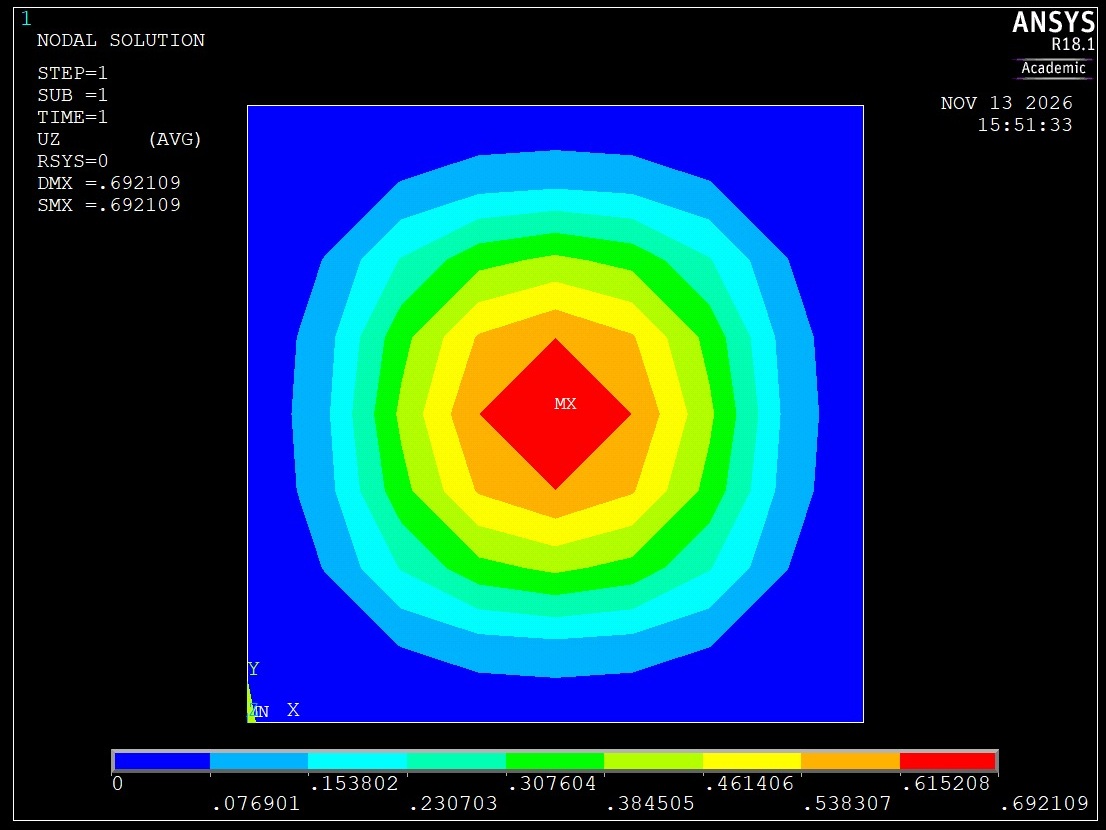 1
NODAL SOLUTION
STEP=1
SUB =1
TIME=1
UZ (AVG)
RSYS=0
DMX =.692109
SMX =.692109
ANSYS
R18.1
Academic
NOV 13 2026
15:51:33
MX
Y
MN X
0 .153802 .307604 .461406 .615208
.076901 .230703 .384505 .538307 .692109